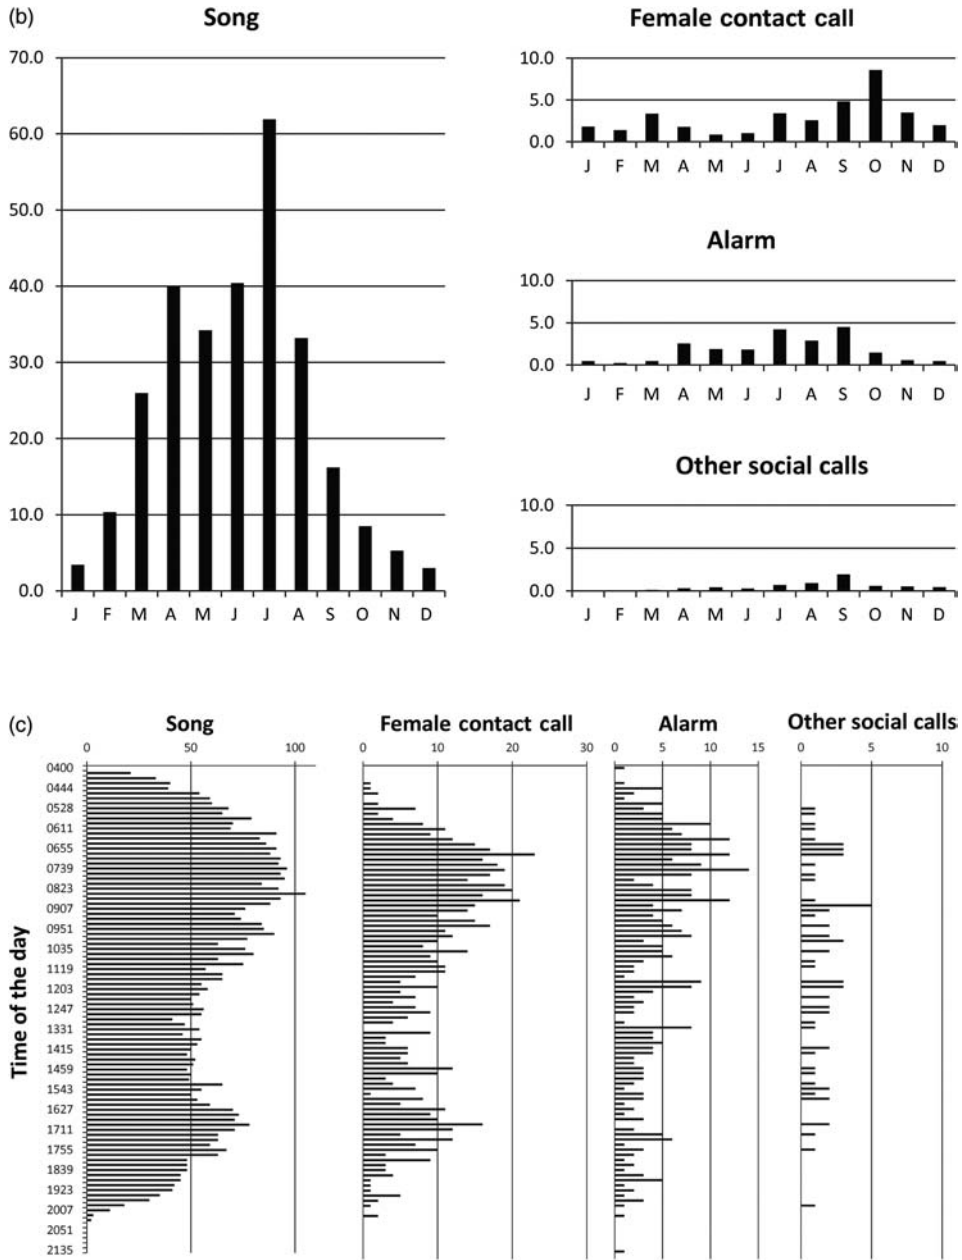 (b)
Song
70.0
60.0
50.0
40.0
30.0
20.0
10.0
0.0
J F M A M J J A S O N D
Female contact call
10.0
5.0
0.0
J F M A M J J A S O N D
Alarm
10.0
5.0
0.0
J F M A M J J A S O N D
Other social calls
10.0
5.0
0.0
J F M A M J J A S O N D
(c)
Song
0 50 100
Female contact call
0 10 20 30
Alarm
0 5 10 15
Other social calls
0 5 10
Time of the day
0400
0444
0528
0611
0655
0739
0823
0907
0951
1035
1119
1203
1247
1331
1415
1459
1543
1627
1711
1755
1839
1923
2007
2051
2135